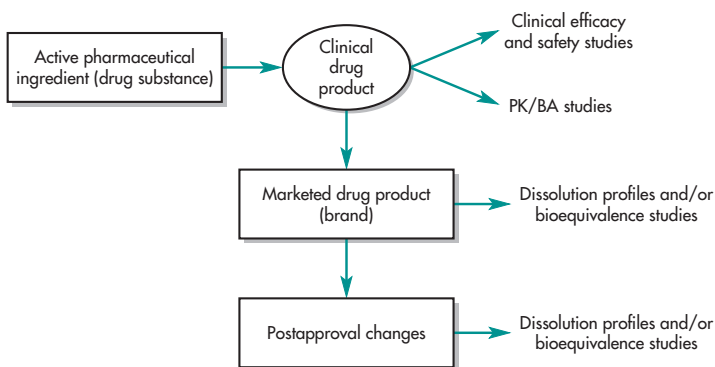 Active pharmaceutical
ingredient (drug substance)
Clinical
drug
product
Clinical efficacy
and safety studies
PK/BA studies
Marketed drug product
(brand)
Dissolution profiles and/or
bioequivalence studies
Postapproval changes
Dissolution profiles and/or
bioequivalence studies